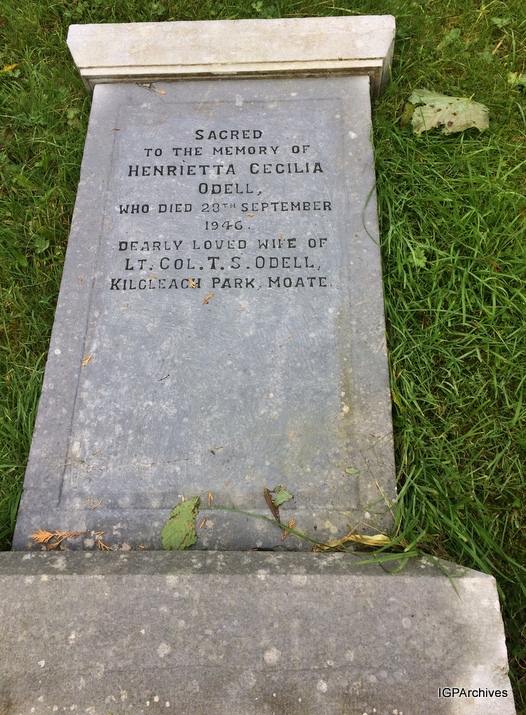 SACRED
TO THE MEMORY OF
HENRIETTA CECILIA
ODELL,
WHO DIED 28TH SEPTEMBER
1946.
DEARLY LOVED WIFE OF
LT. COL. T. S. ODELL,
KILCLEAGH PARK, MOATE.
IGPArchives